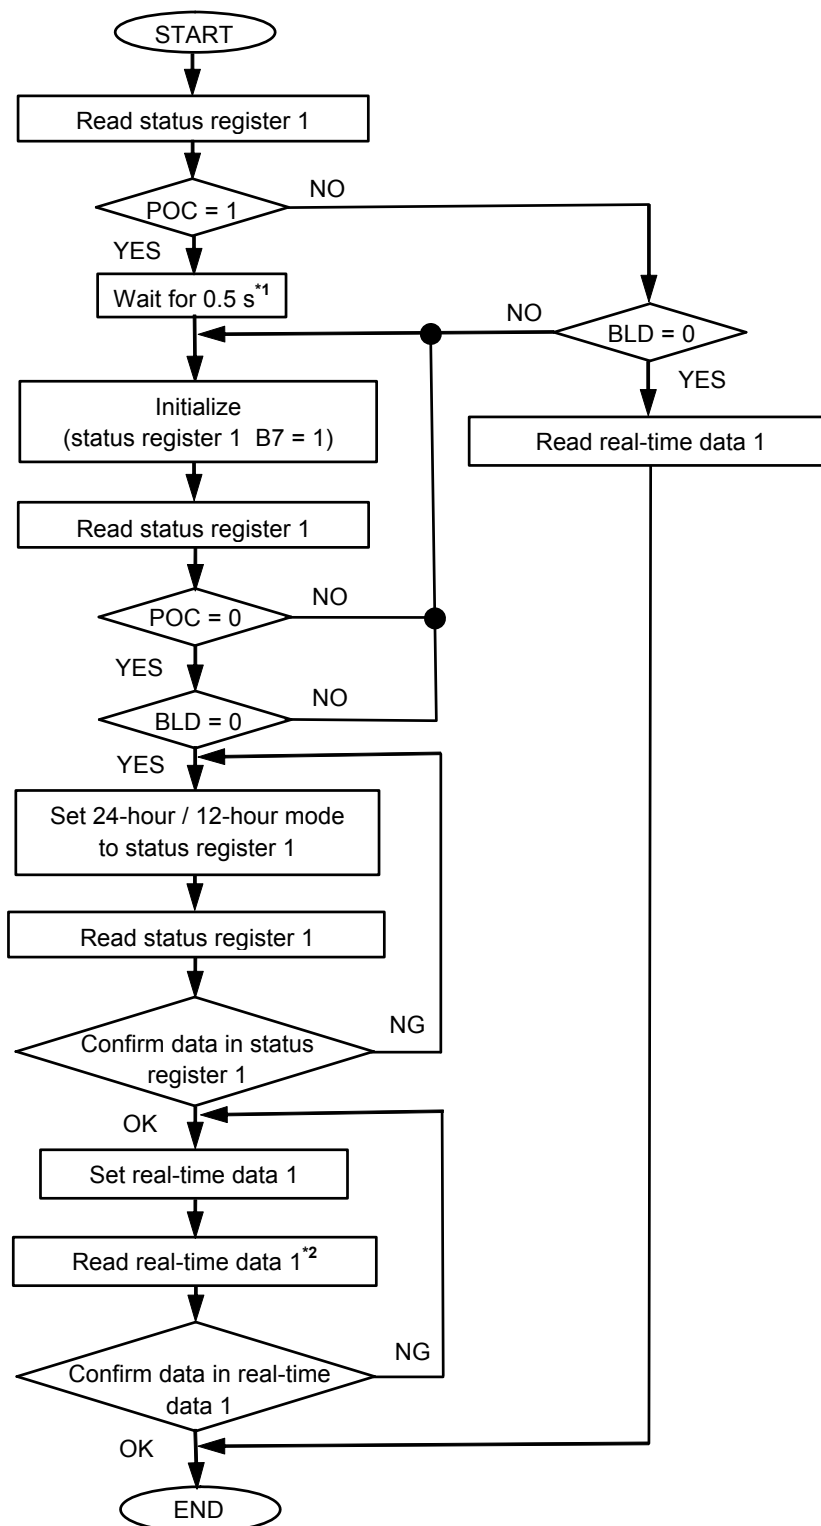 START
Read status register 1
POC = 1
NO
YES
Wait for 0.5 s*1
NO
BLD = 0
YES
Initialize
(status register 1  B7 = 1)
Read real-time data 1
Read status register 1
POC = 0
NO
YES
BLD = 0
NO
YES
Set 24-hour / 12-hour mode
to status register 1
Read status register 1
Confirm data in status
register 1
NG
OK
Set real-time data 1
Read real-time data 1*2
Confirm data in real-time
data 1
NG
OK
END